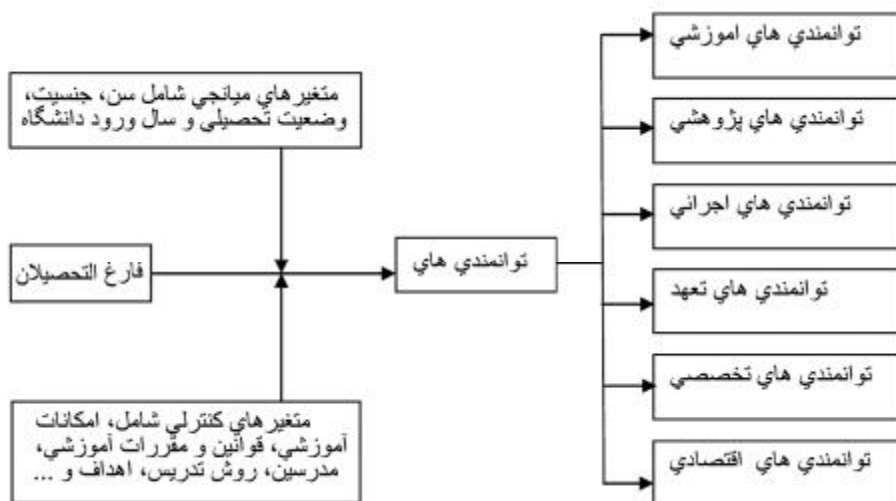 توانمندي هاي اموزشي
متغيرهاي ميانجي شامل سن، جنسيت،
وضعيت تحصيلي و سال ورود دانشگاه
توانمندي هاي پژوهشي
توانمندي هاي اجرائي
فارغ التحصيلان
توانمندي هاي
توانمندي هاي تعهد
توانمندي هاي تخصصي
متغيرهاي كنترلي شامل، امكانات
آموزشي، قوانين و مقررات آموزشي،
مدرسين، روش تدريس، اهداف و ...
توانمندي هاي اقتصادي